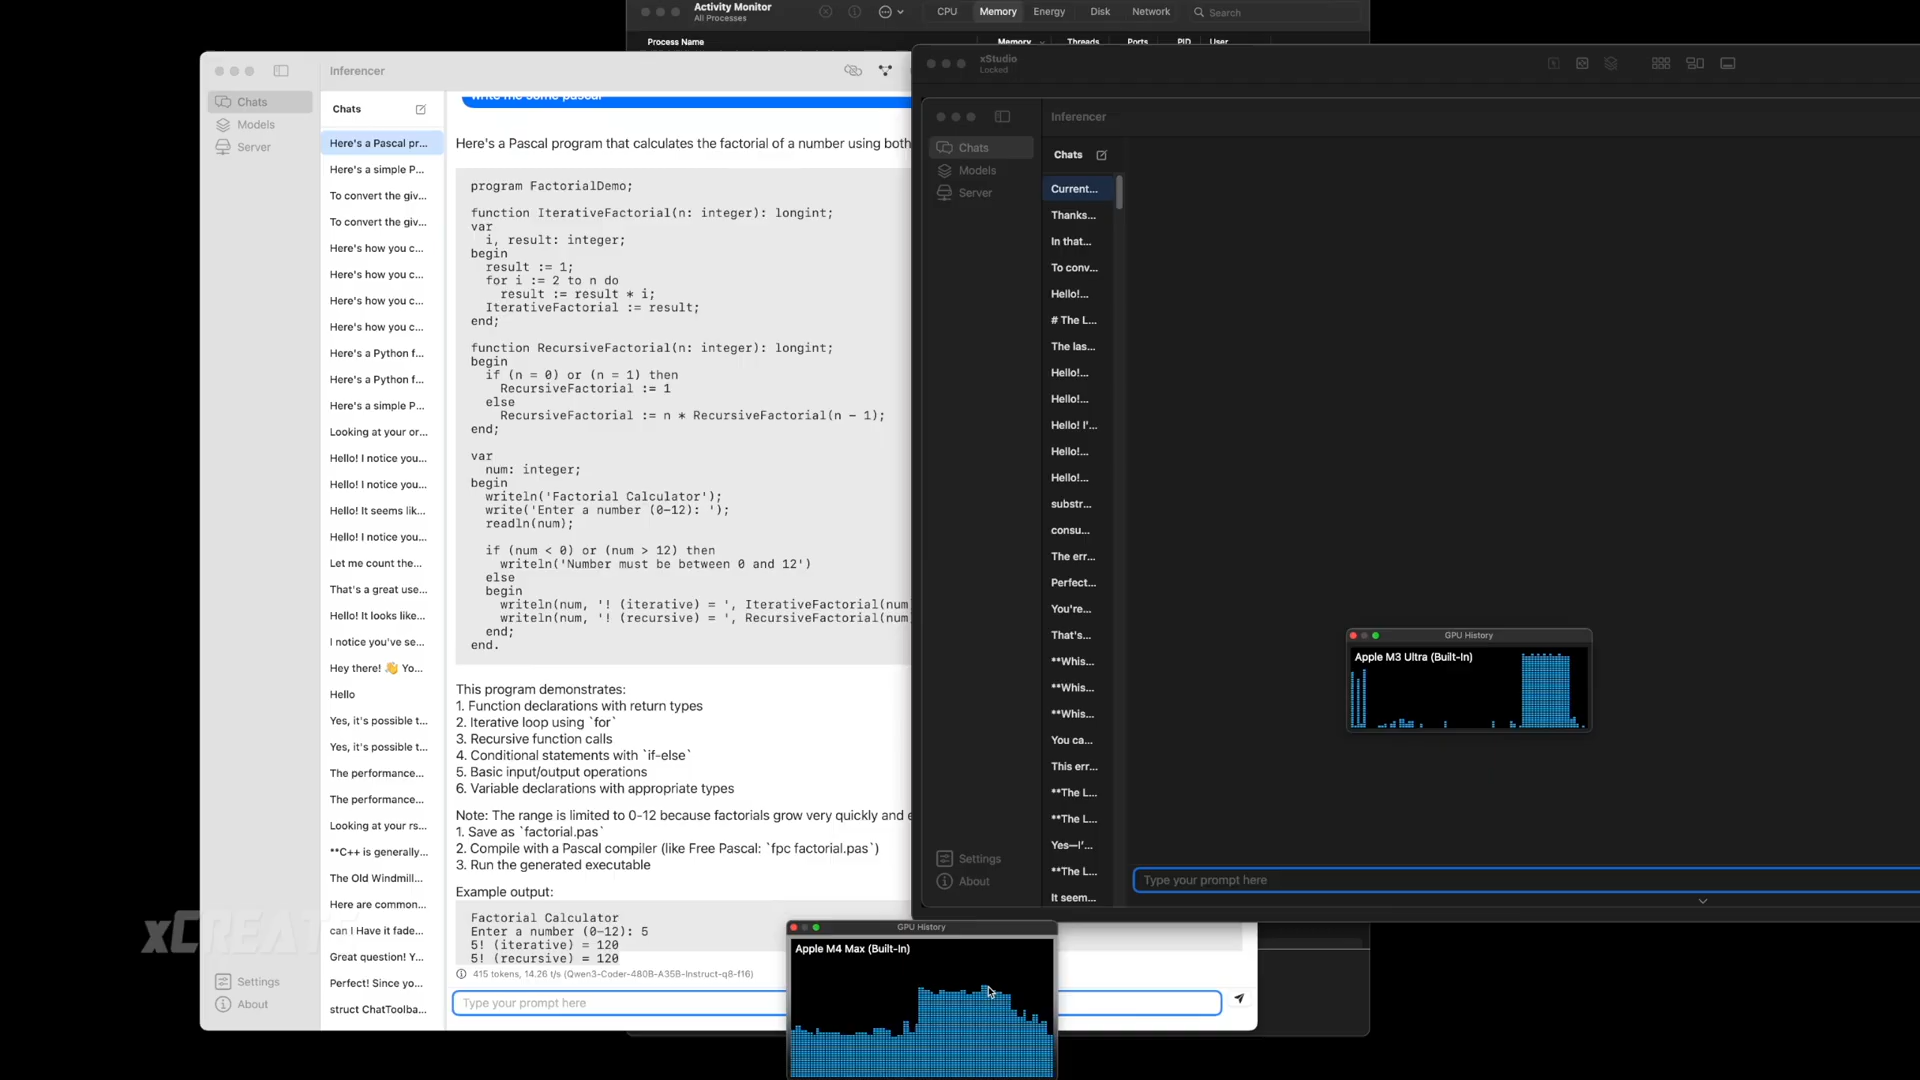 Activity Monitor
All Processes
CPU
Memory
Energy
Disk
Network
Search
Process Name
Memory
Threads
Ports
PID
User
Inferencer
Chats
Models
Server
Settings
About
Chats
Here's a Pascal pr...
Here's a simple P...
To convert the giv...
To convert the giv...
Here's how you c...
Here's how you c...
Here's how you c...
Here's how you c...
Here's a Python f...
Here's a Python f...
Here's a simple P...
Looking at your or...
Hello! I notice you...
Hello! I notice you...
Hello! It seems lik...
Hello! I notice you...
Let me count the...
That's a great use...
Hello! It looks like...
I notice you've se...
Hey there! 👋 Yo...
Hello
Yes, it's possible t...
Yes, it's possible t...
The performance...
The performance...
Looking at your rs...
**C++ is generally...
The Old Windmill...
Here are common...
can I Have it fade...
Great question! Y...
Perfect! Since yo...
struct ChatToolba...
write me some pascal
Here's a Pascal program that calculates the factorial of a number using both
program FactorialDemo;
function IterativeFactorial(n: integer): longint;
var
i, result: integer;
begin
result := 1;
for i := 2 to n do
result := result * i;
IterativeFactorial := result;
end;
function RecursiveFactorial(n: integer): longint;
begin
if (n = 0) or (n = 1) then
RecursiveFactorial := 1
else
RecursiveFactorial := n * RecursiveFactorial(n - 1);
end;
var
num: integer;
begin
writeln('Factorial Calculator');
write('Enter a number (0-12): ');
readln(num);
if (num < 0) or (num > 12) then
writeln('Number must be between 0 and 12')
else
begin
writeln(num, '! (iterative) = ', IterativeFactorial(num
writeln(num, '! (recursive) = ', RecursiveFactorial(num
end;
end.
This program demonstrates:
1. Function declarations with return types
2. Iterative loop using `for`
3. Recursive function calls
4. Conditional statements with `if-else`
5. Basic input/output operations
6. Variable declarations with appropriate types
Note: The range is limited to 0-12 because factorials grow very quickly and e
1. Save as `factorial.pas`
2. Compile with a Pascal compiler (like Free Pascal: `fpc factorial.pas`)
3. Run the generated executable
Example output:
Factorial Calculator
Enter a number (0-12): 5
5! (iterative) = 120
5! (recursive) = 120
415 tokens, 14.26 t/s (Qwen3-Coder-480B-A35B-Instruct-q8-f16)
Type your prompt here
xStudio
Locked
Inferencer
Chats
Models
Server
Settings
About
Chats
Current...
Thanks...
In that...
To conv...
Hello!...
# The L...
The las...
Hello!...
Hello!...
Hello! I'...
Hello!...
Hello!...
substr...
consu...
The err...
Perfect...
You're...
That's...
**Whis...
**Whis...
**Whis...
You ca...
This err...
**The L...
**The L...
Yes—I'...
**The L...
It seem...
Type your prompt here
GPU History
Apple M3 Ultra (Built-In)
GPU History
Apple M4 Max (Built-In)
xCREATE